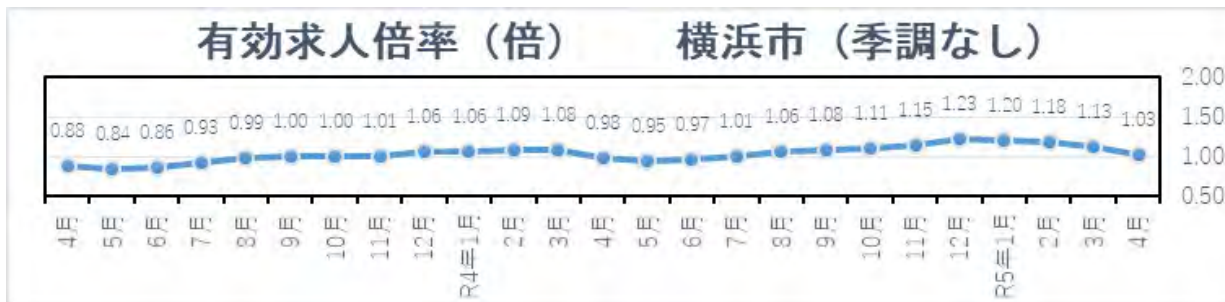 有効求人倍率（倍）　　横浜市（季調なし）
2.00
0.88 0.84 0.86 0.93 0.99 1.00 1.00 1.01 1.06 1.06 1.09 1.08 0.98 0.95 0.97 1.01 1.06 1.08 1.11 1.15 1.23 1.20 1.18 1.13 1.03
1.50
1.00
0.50
4月 5月 6月 7月 8月 9月 10月 11月 12月 R4年1月 2月 3月 4月 5月 6月 7月 8月 9月 10月 11月 12月 R5年1月 2月 3月 4月